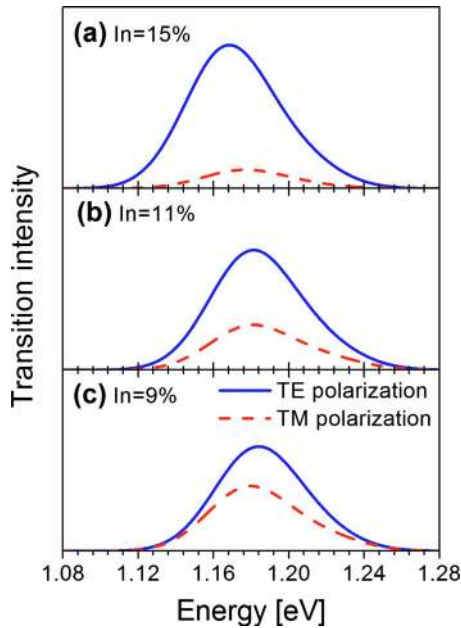 (a) In=15%
(b) In=11%
(c) In=9%
TE polarization
TM polarization
Transition intensity
1.08 1.12 1.16 1.20 1.24 1.28
Energy [eV]